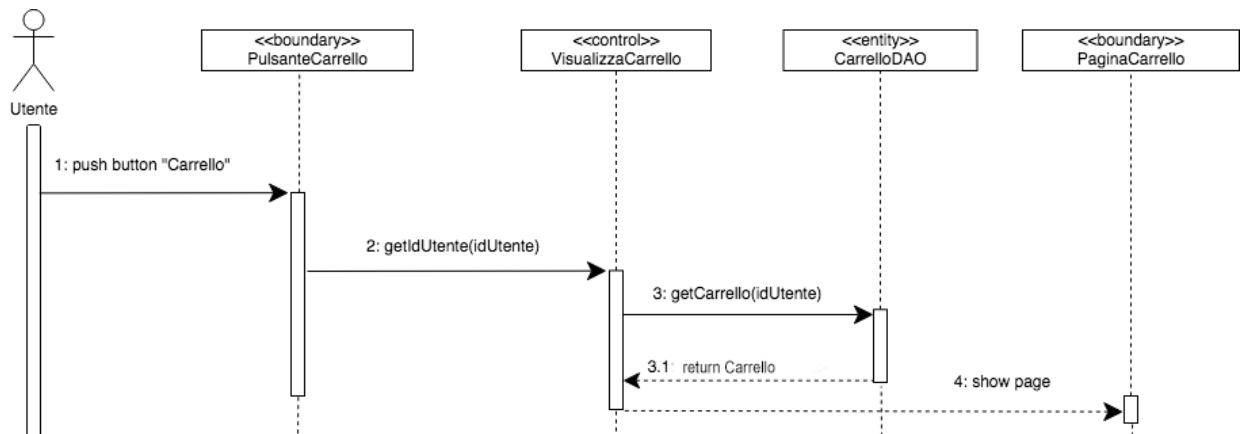 <<boundary>>
PulsanteCarrello
<<control>>
VisualizzaCarrello
<<entity>>
CarrelloDAO
<<boundary>>
PaginaCarrello
Utente
1: push button "Carrello"
2: getIdUtente(idUtente)
3: getCarrello(idUtente)
3.1: return Carrello
4: show page